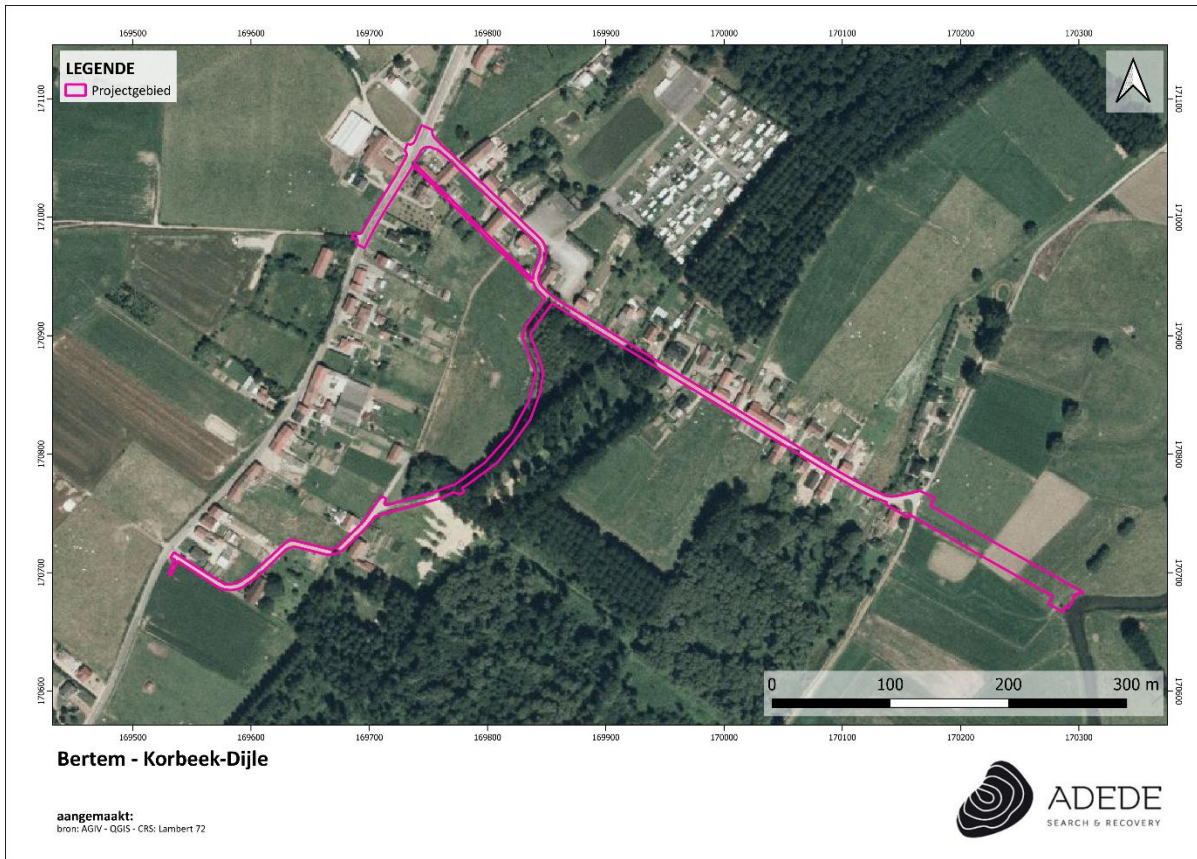 169500 169600 169700 169800 169900 170000 170100 170200 170300
LEGENDE
Projectgebied
171100 171100
171000 171000
170900 170900
170800 170800
170700 170700
170600 170600
0 100 200 300 m
169500 169600 169700 169800 169900 170000 170100 170200 170300
Bertem - Korbeek-Dijle
aangemaakt:
bron: AGIV - QGIS - CRS: Lambert 72
ADEDE
SEARCH & RECOVERY